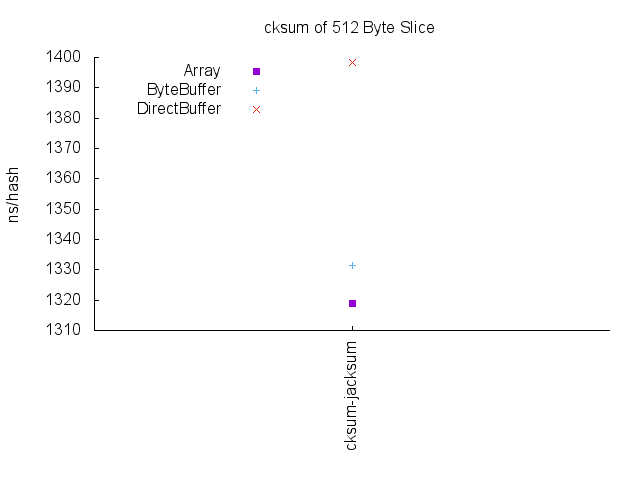 cksum of 512 Byte Slice
1400
1390
1380
1370
1360
1350
1340
1330
1320
1310
ns/hash
Array
ByteBuffer
DirectBuffer
cksum-jacksum